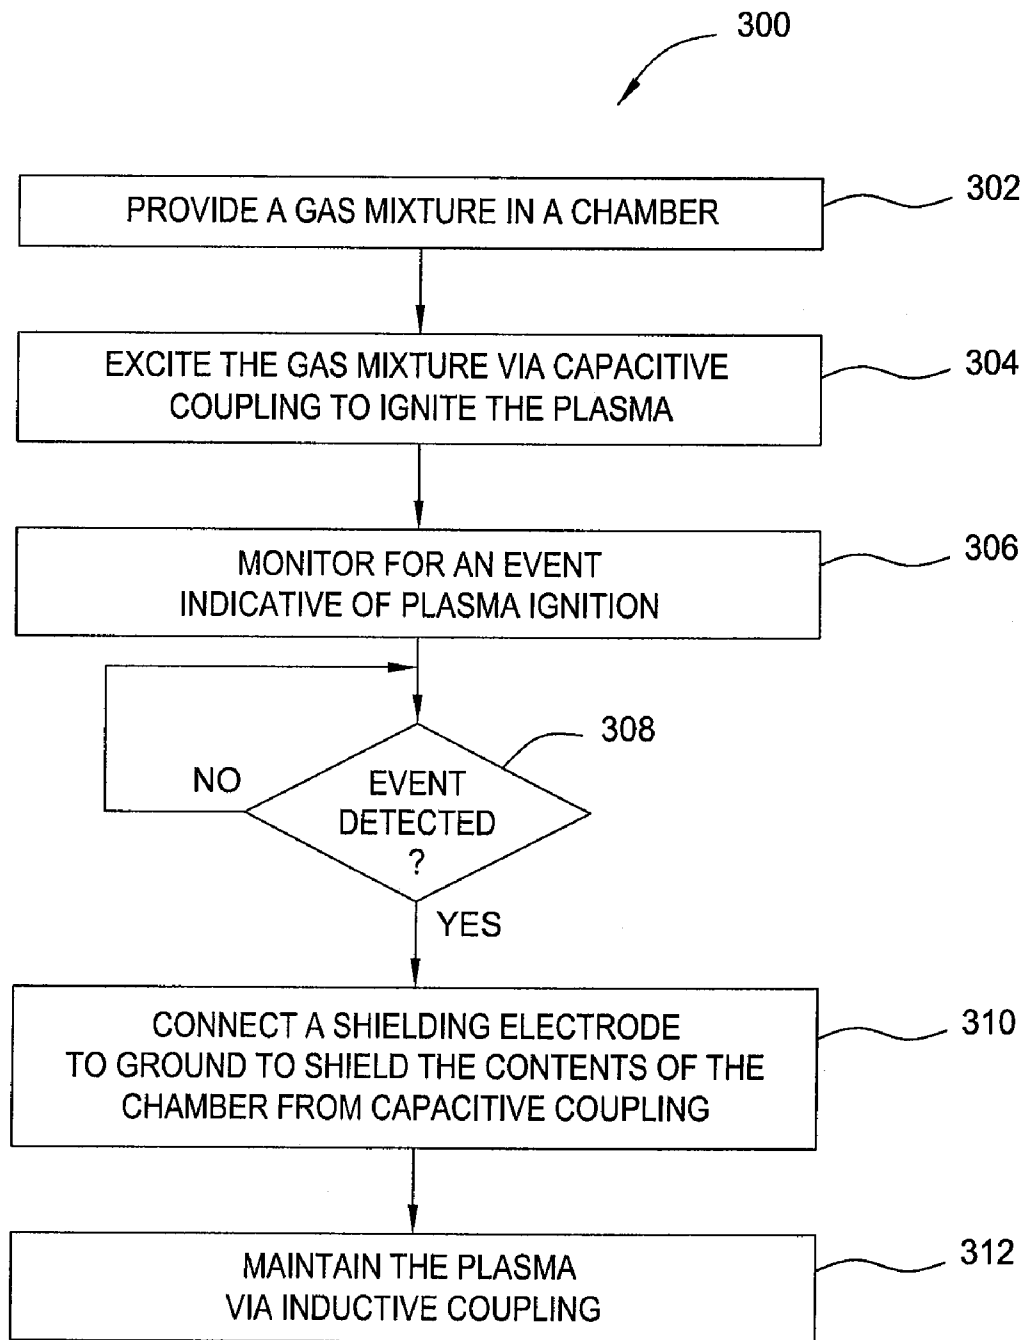 300
PROVIDE A GAS MIXTURE IN A CHAMBER
302
EXCITE THE GAS MIXTURE VIA CAPACITIVE
COUPLING TO IGNITE THE PLASMA
304
MONITOR FOR AN EVENT
INDICATIVE OF PLASMA IGNITION
306
308
NO
EVENT
DETECTED
?
YES
CONNECT A SHIELDING ELECTRODE
TO GROUND TO SHIELD THE CONTENTS OF THE
CHAMBER FROM CAPACITIVE COUPLING
310
MAINTAIN THE PLASMA
VIA INDUCTIVE COUPLING
312